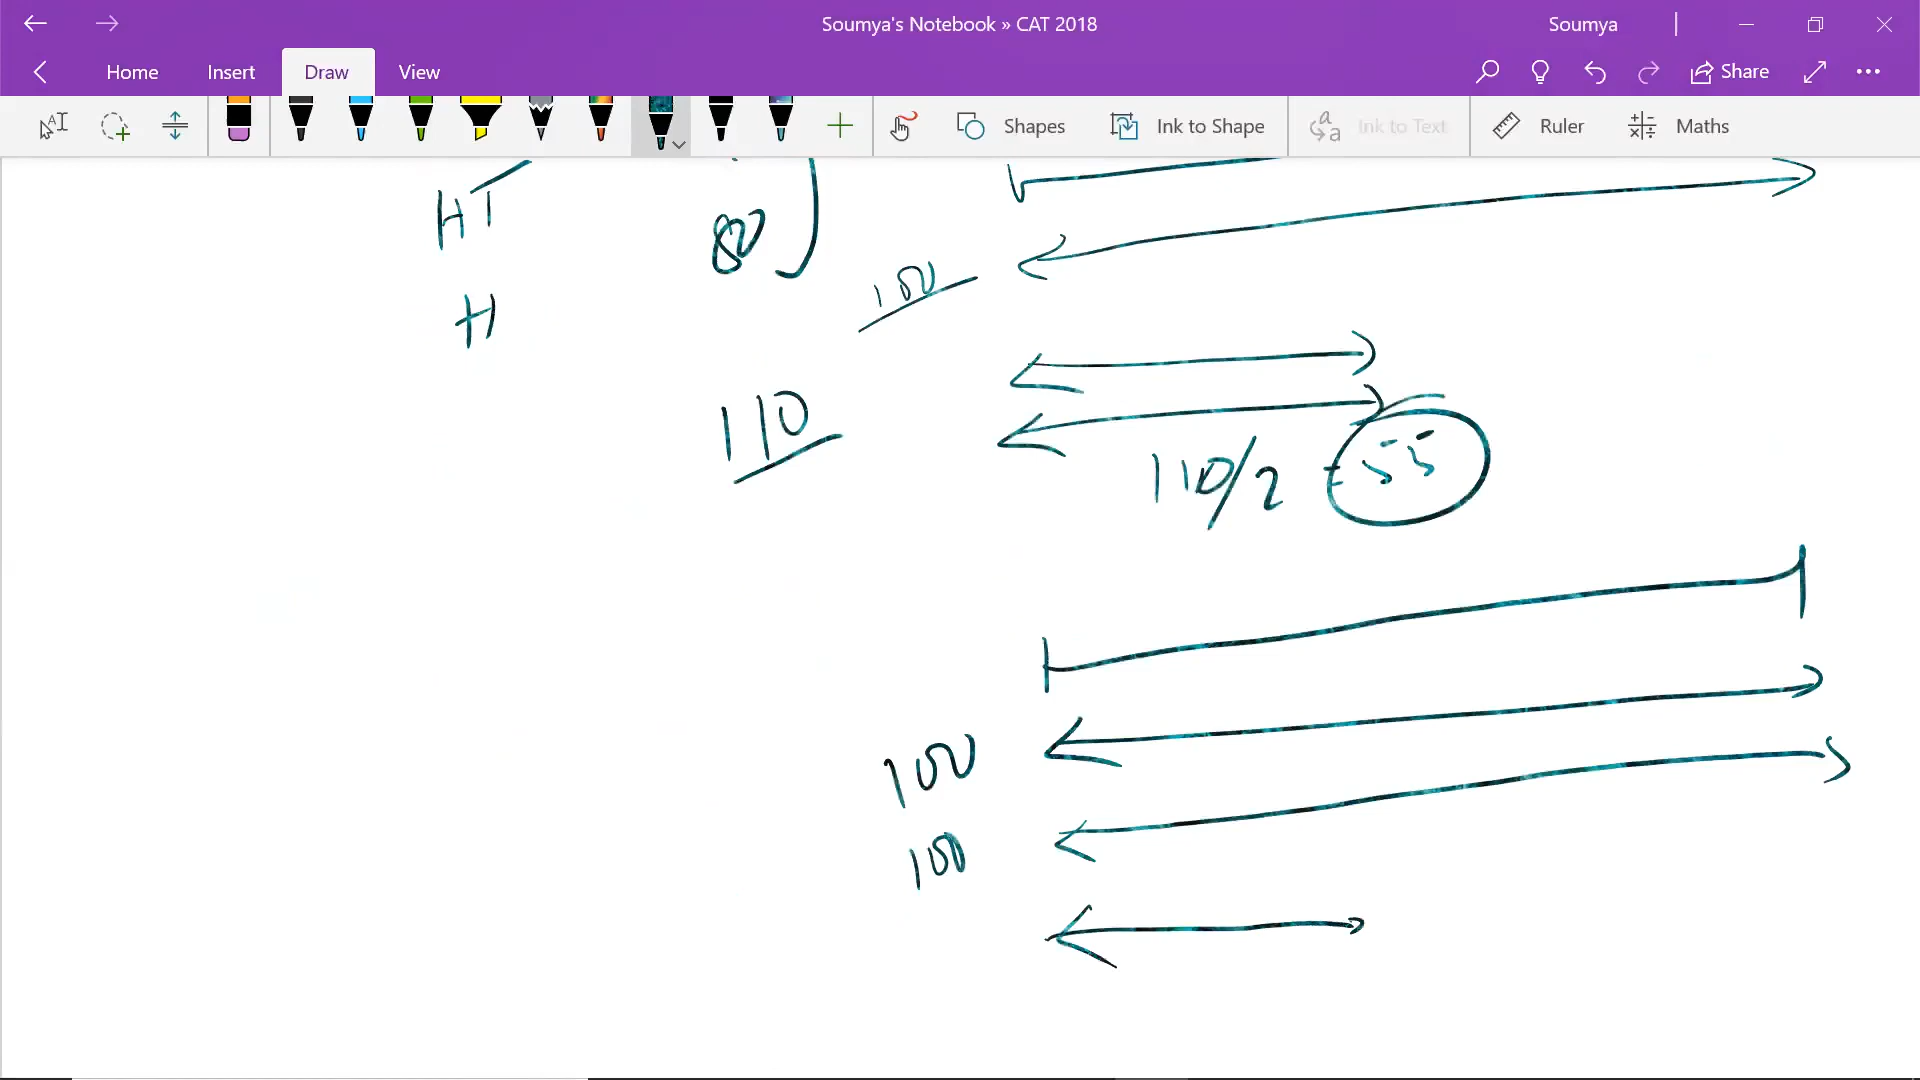 Soumya's Notebook » CAT 2018
Soumya
Home Insert Draw View
Share
Shapes Ink to Shape Ink to Text Ruler Maths
HT
80
100
H
110
110/2 = 55
100
100